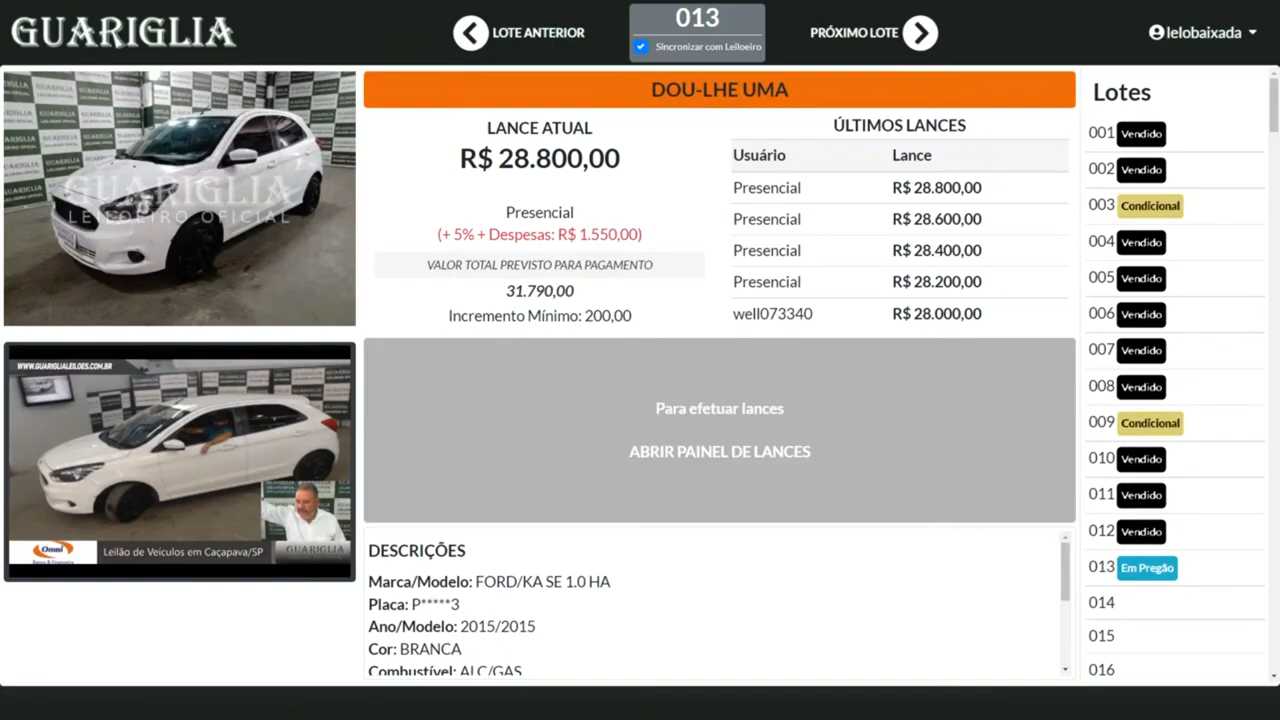 GUARIGLIA
LOTE ANTERIOR
013
Sincronizar com Leiloeiro
PRÓXIMO LOTE
lelobaixada
GUARIGLIA
LEILOEIRO OFICIAL
WWW.GUARIGLIALEILOES.COM.BR
Omni
Banco & Financeira
Leilão de Veículos em Caçapava/SP
GUARIGLIA
DOU-LHE UMA
LANCE ATUAL
R$ 28.800,00
Presencial
(+ 5% + Despesas: R$ 1.550,00)
VALOR TOTAL PREVISTO PARA PAGAMENTO
31.790,00
Incremento Mínimo: 200,00
ÚLTIMOS LANCES
Usuário Lance
Presencial R$ 28.800,00
Presencial R$ 28.600,00
Presencial R$ 28.400,00
Presencial R$ 28.200,00
well073340 R$ 28.000,00
Para efetuar lances
ABRIR PAINEL DE LANCES
DESCRIÇÕES
Marca/Modelo: FORD/KA SE 1.0 HA
Placa: P*****3
Ano/Modelo: 2015/2015
Cor: BRANCA
Combustível: ALC/GAS
Lotes
001 Vendido
002 Vendido
003 Condicional
004 Vendido
005 Vendido
006 Vendido
007 Vendido
008 Vendido
009 Condicional
010 Vendido
011 Vendido
012 Vendido
013 Em Pregão
014
015
016